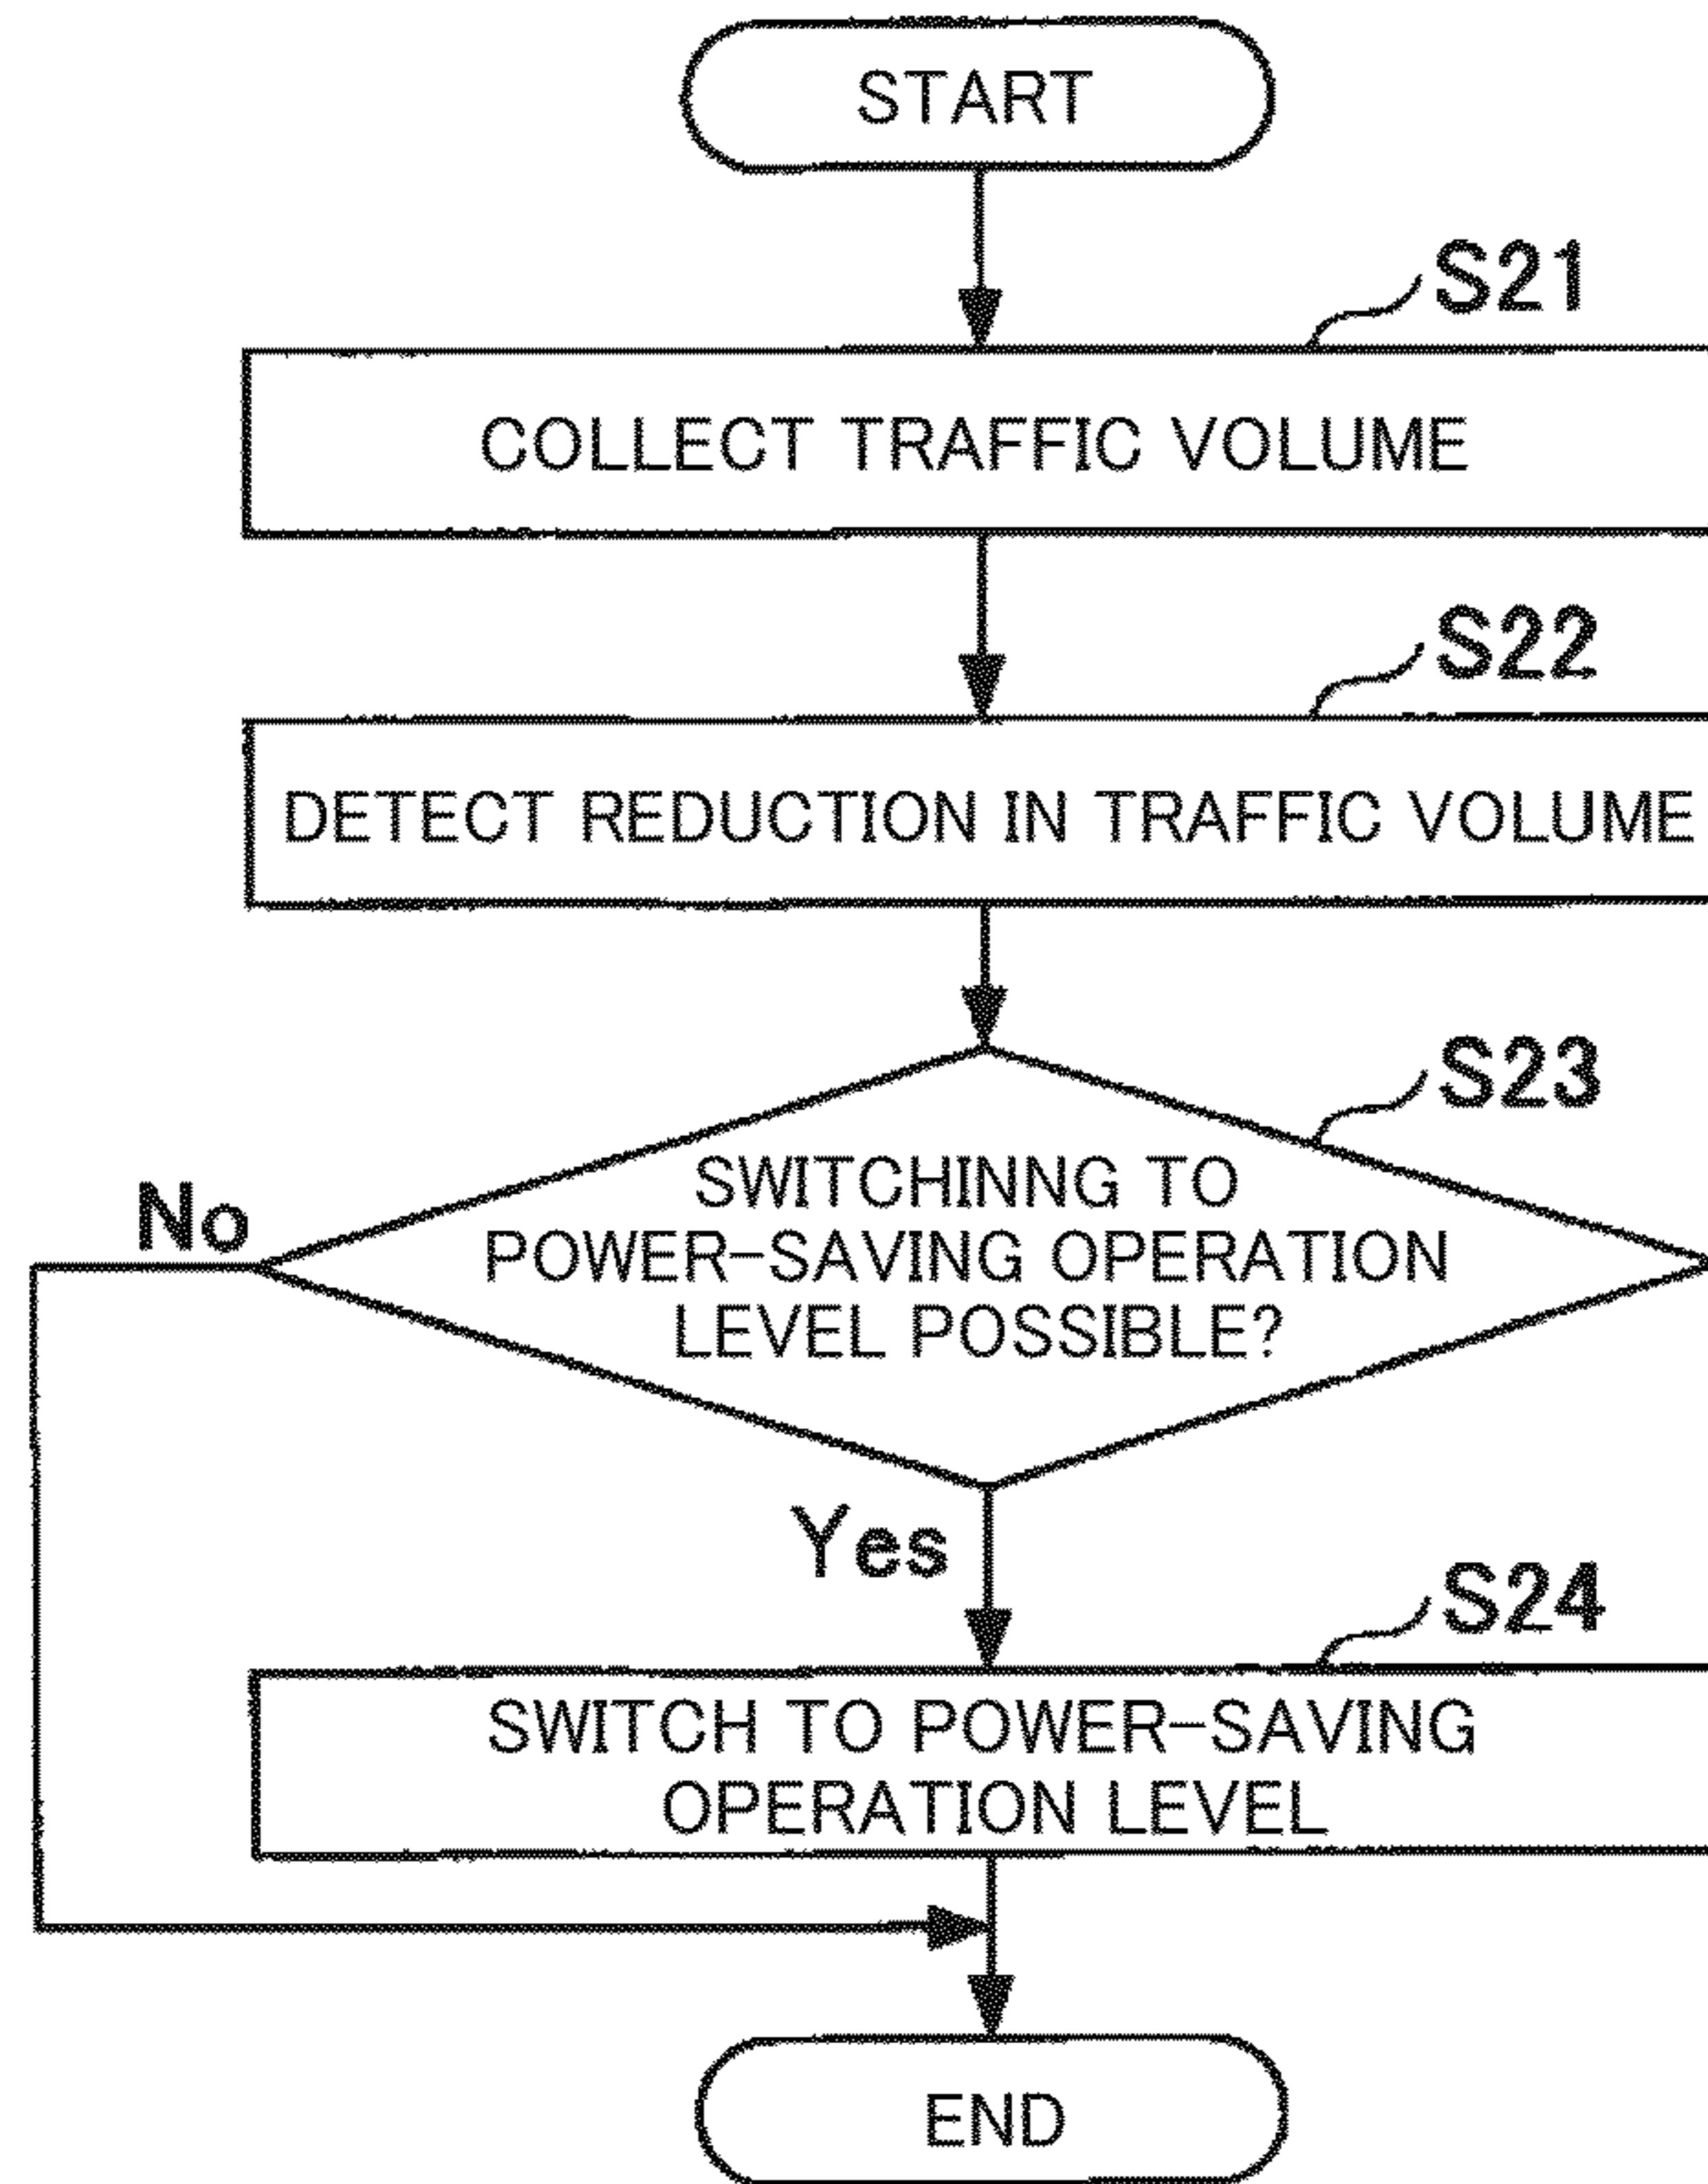 START
S21
COLLECT TRAFFIC VOLUME
S22
DETECT REDUCTION IN TRAFFIC VOLUME
S23
SWITCHINNG TO
POWER-SAVING OPERATION
LEVEL POSSIBLE?
No
Yes
S24
SWITCH TO POWER-SAVING
OPERATION LEVEL
END